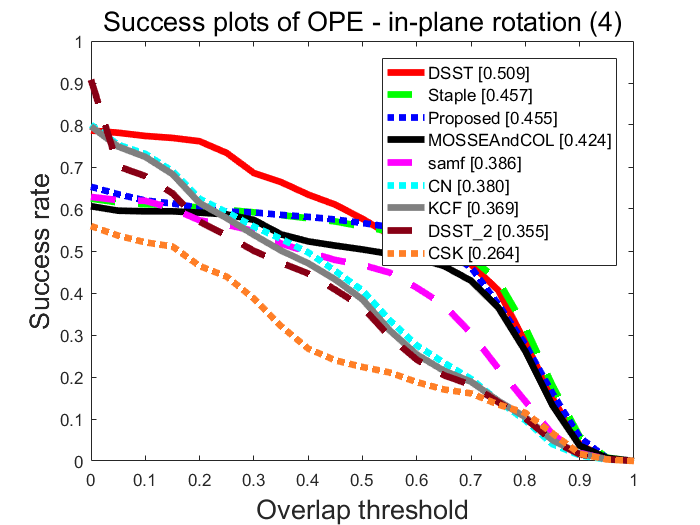 Success plots of OPE - in-plane rotation (4)
DSST [0.509]
Staple [0.457]
Proposed [0.455]
MOSSEAndCOL [0.424]
samf [0.386]
CN [0.380]
KCF [0.369]
DSST_2 [0.355]
CSK [0.264]
Success rate
1
0.9
0.8
0.7
0.6
0.5
0.4
0.3
0.2
0.1
0
0 0.1 0.2 0.3 0.4 0.5 0.6 0.7 0.8 0.9 1
Overlap threshold